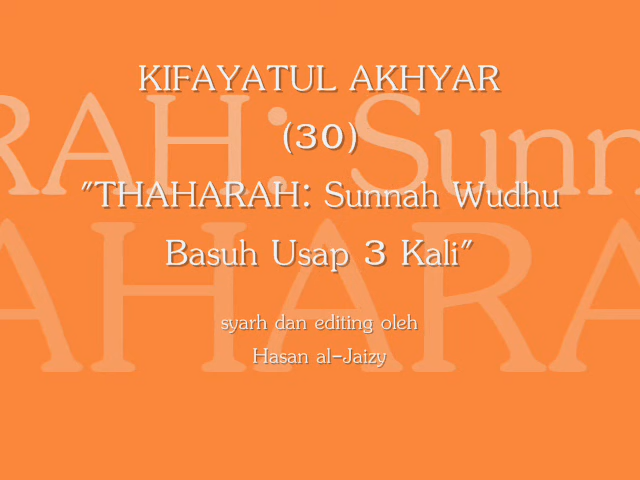 KIFAYATUL AKHYAR
(30)
"THAHARAH: Sunnah Wudhu
Basuh Usap 3 Kali"
syarh dan editing oleh
Hasan al-Jaizy